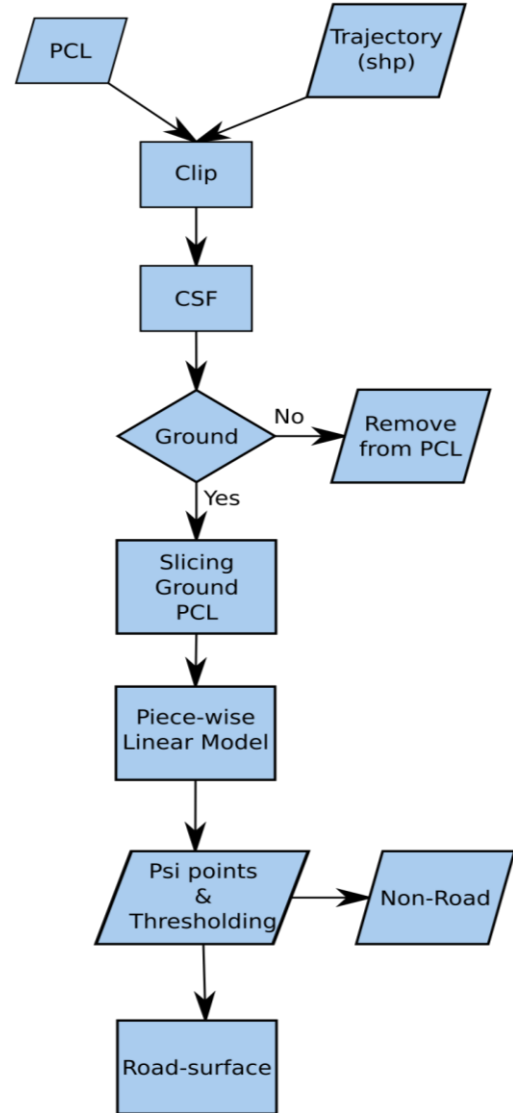 PCL
Trajectory
(shp)
Clip
CSF
Ground
No
Remove
from PCL
Yes
Slicing
Ground
PCL
Piece-wise
Linear Model
Psi points
&
Thresholding
Non-Road
Road-surface